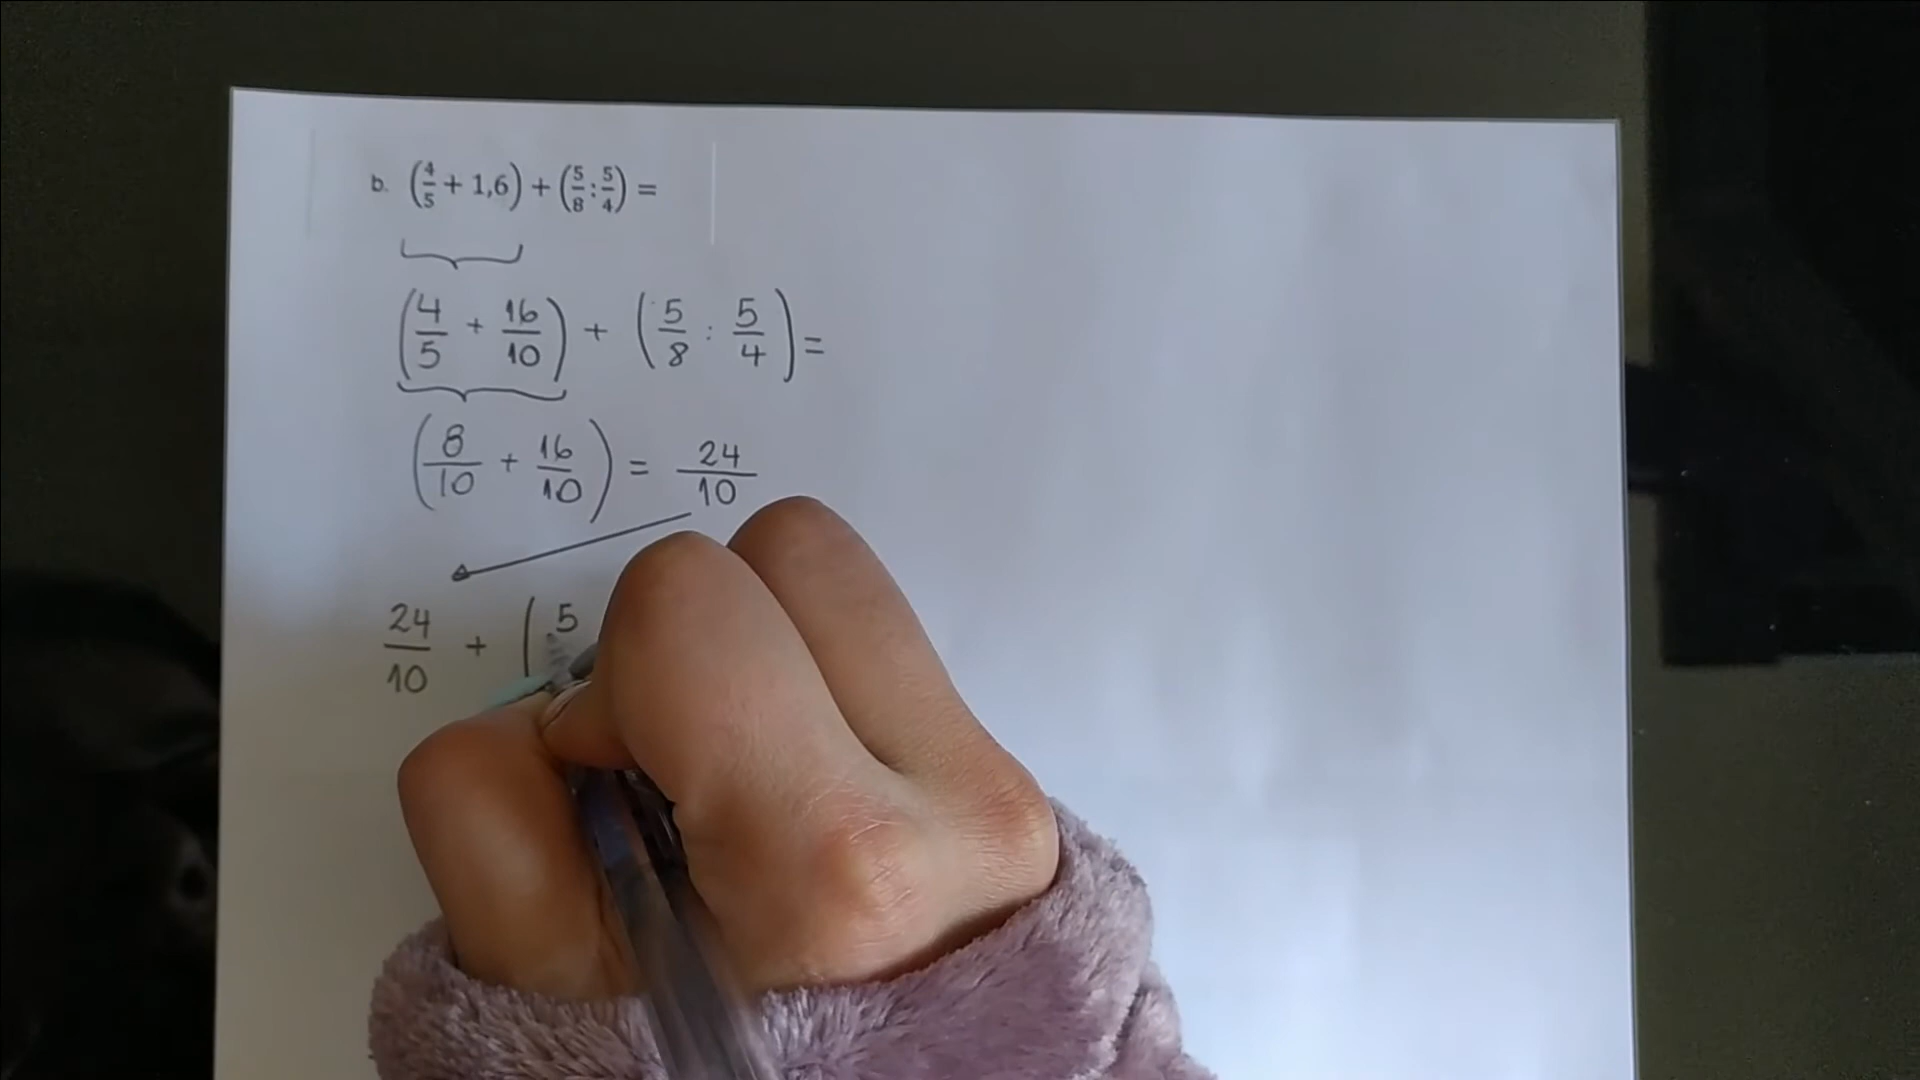 b. (4/5 + 1,6) + (5/8 : 5/4) =
(4/5 + 16/10) + (5/8 : 5/4) =
(8/10 + 16/10) = 24/10
24/10 + ( 5